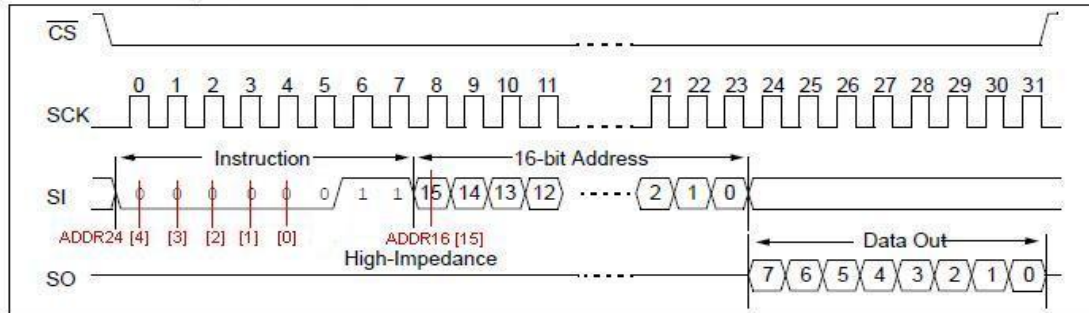 CS
0 1 2 3 4 5 6 7 8 9 10 11 21 22 23 24 25 26 27 28 29 30 31
SCK
Instruction 16-bit Address
SI 0 0 0 0 0 0 1 1 15 14 13 12 2 1 0
ADDR24 [4] [3] [2] [1] [0] ADDR16 [15]
High-Impedance Data Out
SO 7 6 5 4 3 2 1 0